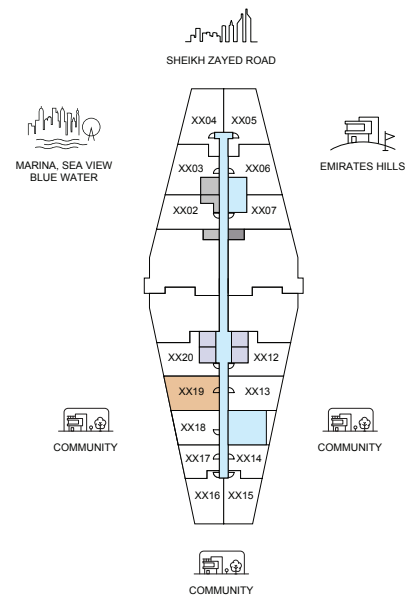 SHEIKH ZAYED ROAD
XX04 XX05
MARINA, SEA VIEW
BLUE WATER
EMIRATES HILLS
XX03 XX06
XX02 XX07
XX20 XX12
XX19 XX13
XX18
XX17 XX14
XX16 XX15
COMMUNITY
COMMUNITY
COMMUNITY